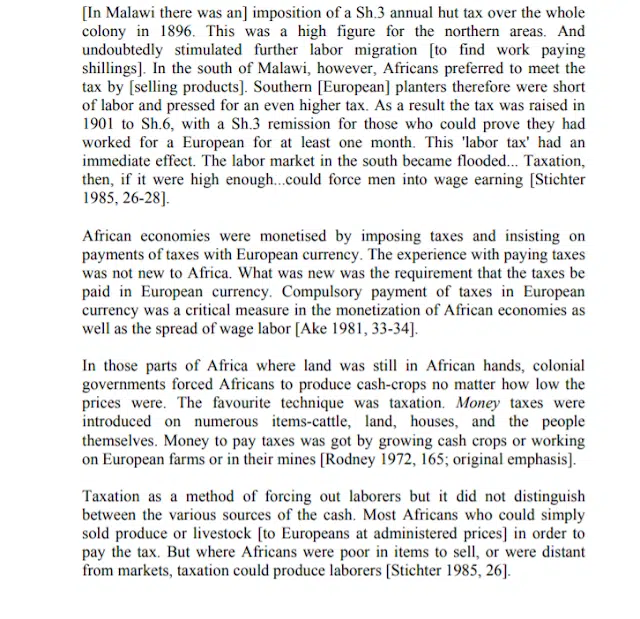 [In Malawi there was an] imposition of a Sh.3 annual hut tax over the whole
colony in 1896. This was a high figure for the northern areas. And
undoubtedly stimulated further labor migration [to find work paying
shillings]. In the south of Malawi, however, Africans preferred to meet the
tax by [selling products]. Southern [European] planters therefore were short
of labor and pressed for an even higher tax. As a result the tax was raised in
1901 to Sh.6, with a Sh.3 remission for those who could prove they had
worked for a European for at least one month. This 'labor tax' had an
immediate effect. The labor market in the south became flooded... Taxation,
then, if it were high enough...could force men into wage earning [Stichter
1985, 26-28].
African economies were monetised by imposing taxes and insisting on
payments of taxes with European currency. The experience with paying taxes
was not new to Africa. What was new was the requirement that the taxes be
paid in European currency. Compulsory payment of taxes in European
currency was a critical measure in the monetization of African economies as
well as the spread of wage labor [Ake 1981, 33-34].
In those parts of Africa where land was still in African hands, colonial
governments forced Africans to produce cash-crops no matter how low the
prices were. The favourite technique was taxation. Money taxes were
introduced on numerous items-cattle, land, houses, and the people
themselves. Money to pay taxes was got by growing cash crops or working
on European farms or in their mines [Rodney 1972, 165; original emphasis].
Taxation as a method of forcing out laborers but it did not distinguish
between the various sources of the cash. Most Africans who could simply
sold produce or livestock [to Europeans at administered prices] in order to
pay the tax. But where Africans were poor in items to sell, or were distant
from markets, taxation could produce laborers [Stichter 1985, 26].